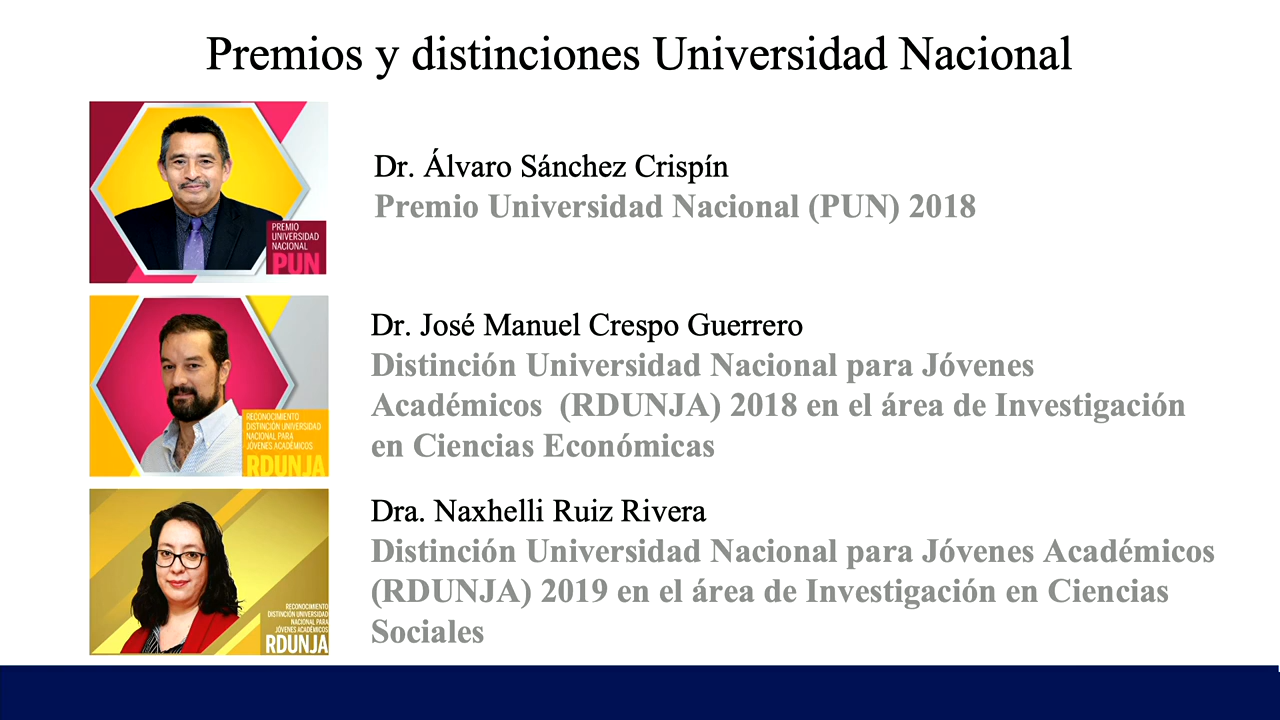 Premios y distinciones Universidad Nacional
PREMIO
UNIVERSIDAD
NACIONAL
PUN
Dr. Álvaro Sánchez Crispín
Premio Universidad Nacional (PUN) 2018
RECONOCIMIENTO
DISTINCIÓN UNIVERSIDAD
NACIONAL PARA
JÓVENES ACADÉMICOS
RDUNJA
Dr. José Manuel Crespo Guerrero
Distinción Universidad Nacional para Jóvenes
Académicos (RDUNJA) 2018 en el área de Investigación
en Ciencias Económicas
RECONOCIMIENTO
DISTINCIÓN UNIVERSIDAD
NACIONAL PARA
JÓVENES ACADÉMICOS
RDUNJA
Dra. Naxhelli Ruiz Rivera
Distinción Universidad Nacional para Jóvenes Académicos
(RDUNJA) 2019 en el área de Investigación en Ciencias
Sociales